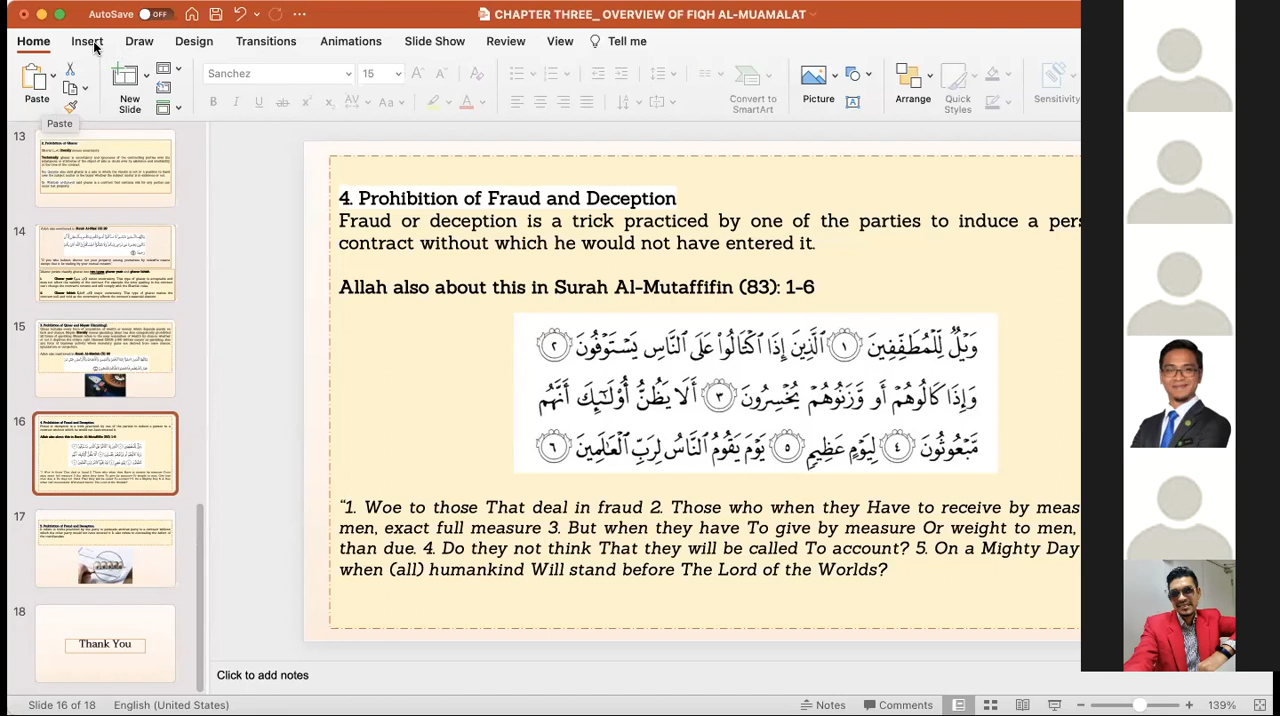 AutoSave OFF
CHAPTER THREE_ OVERVIEW OF FIQH AL-MUAMALAT
Home Insert Draw Design Transitions Animations Slide Show Review View Tell me
Sanchez 15
Paste New Slide Convert to SmartArt Picture Arrange Quick Styles Sensitivity
Paste
13
14
15
16
17
18
Thank You
4. Prohibition of Fraud and Deception
Fraud or deception is a trick practiced by one of the parties to induce a pers
contract without which he would not have entered it.
Allah also about this in Surah Al-Mutaffifin (83): 1-6
وَيْلٌ لِّلْمُطَفِّفِينَ ١ ٱلَّذِينَ إِذَا ٱكْتَالُوا۟ عَلَى ٱلنَّاسِ يَسْتَوْفُونَ ٢
وَإِذَا كَالُوهُمْ أَو وَّزَنُوهُمْ يُخْسِرُونَ ٣ أَلَا يَظُنُّ أُو۟لَـٰٓئِكَ أَنَّهُم
مَّبْعُوثُونَ ٤ لِيَوْمٍ عَظِيمٍ ٥ يَوْمَ يَقُومُ ٱلنَّاسُ لِرَبِّ ٱلْعَـٰلَمِينَ ٦
“1. Woe to those That deal in fraud 2. Those who when they Have to receive by meas
men, exact full measure 3. But when they have To give by measure Or weight to men,
than due. 4. Do they not think That they will be called To account? 5. On a Mighty Day
when (all) humankind Will stand before The Lord of the Worlds?
Click to add notes
Slide 16 of 18 English (United States) Notes Comments 139%